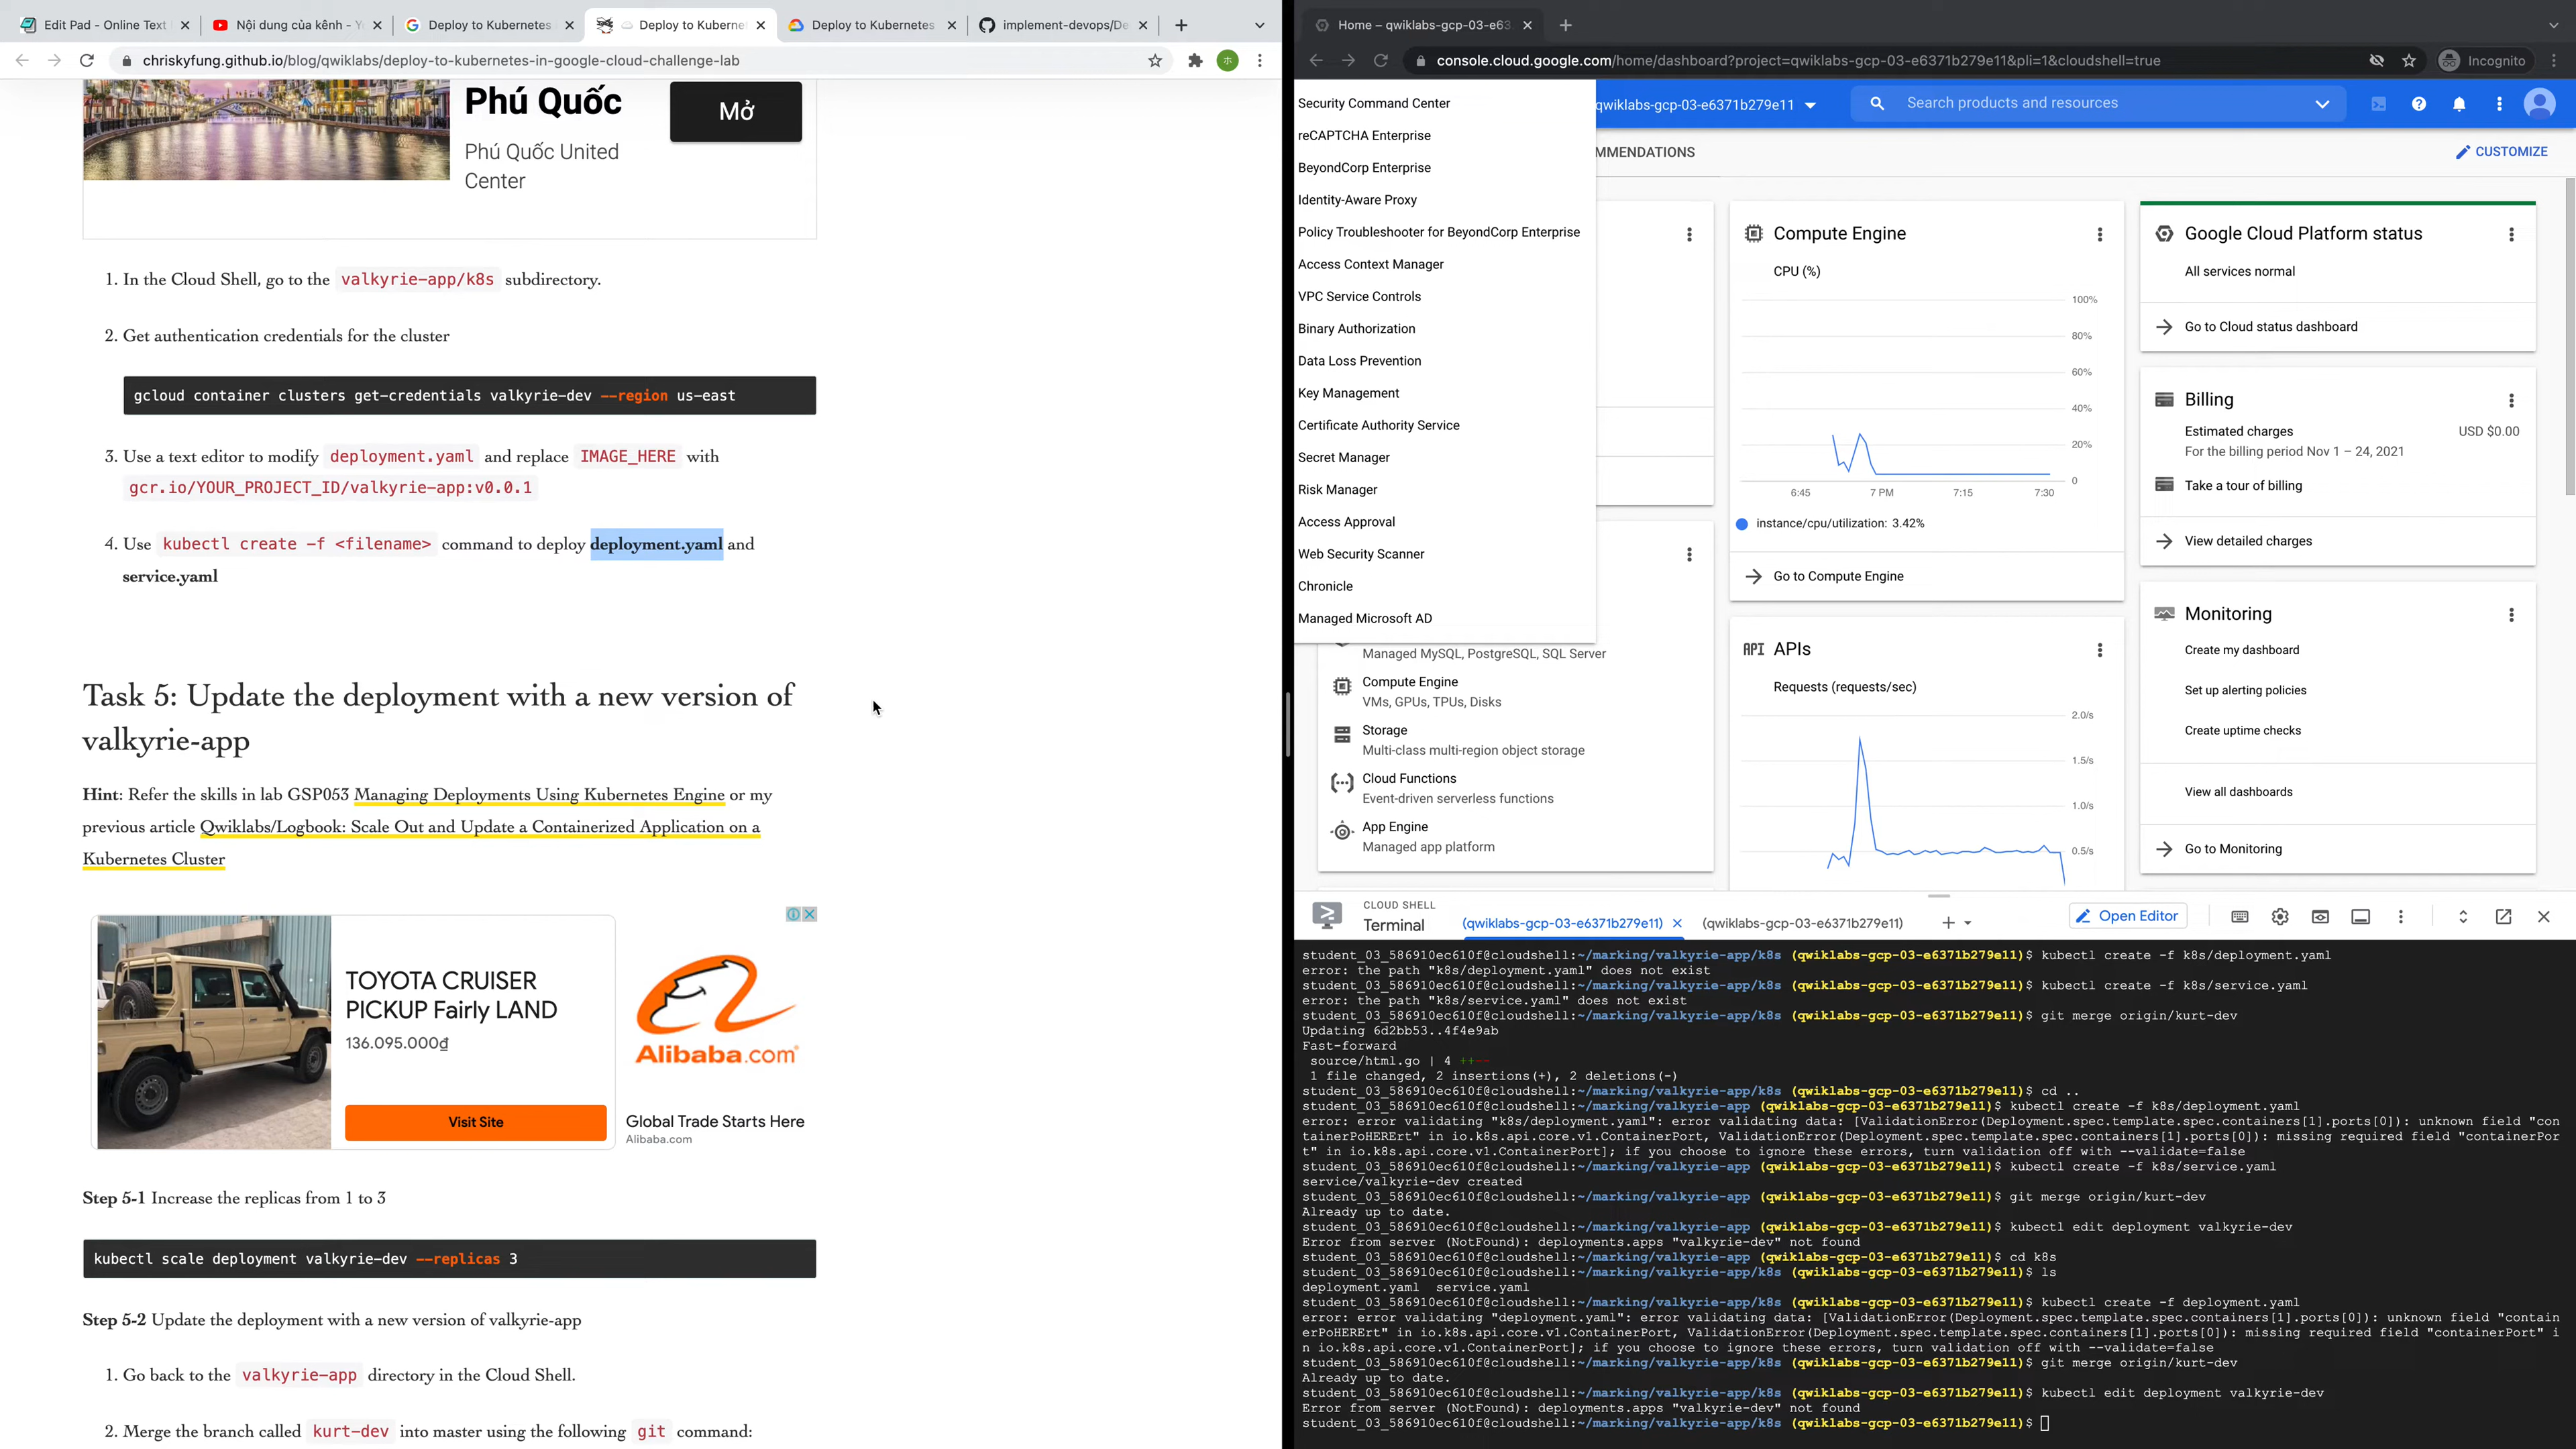 Edit Pad - Online Text
Nội dung của kênh - Y
Deploy to Kubernetes
Deploy to Kuberne
Deploy to Kubernetes
implement-devops/De
chriskyfung.github.io/blog/qwiklabs/deploy-to-kubernetes-in-google-cloud-challenge-lab
Phú Quốc
Mở
Phú Quốc United
Center
1. In the Cloud Shell, go to the valkyrie-app/k8s subdirectory.
2. Get authentication credentials for the cluster
gcloud container clusters get-credentials valkyrie-dev --region us-east
3. Use a text editor to modify deployment.yaml and replace IMAGE_HERE with
gcr.io/YOUR_PROJECT_ID/valkyrie-app:v0.0.1
4. Use kubectl create -f <filename> command to deploy deployment.yaml and
service.yaml
Task 5: Update the deployment with a new version of
valkyrie-app
Hint: Refer the skills in lab GSP053 Managing Deployments Using Kubernetes Engine or my
previous article Qwiklabs/Logbook: Scale Out and Update a Containerized Application on a
Kubernetes Cluster
TOYOTA CRUISER
PICKUP Fairly LAND
136.095.000₫
Visit Site
Alibaba.com
Global Trade Starts Here
Alibaba.com
Step 5-1 Increase the replicas from 1 to 3
kubectl scale deployment valkyrie-dev --replicas 3
Step 5-2 Update the deployment with a new version of valkyrie-app
1. Go back to the valkyrie-app directory in the Cloud Shell.
2. Merge the branch called kurt-dev into master using the following git command:
Home – qwiklabs-gcp-03-e63
console.cloud.google.com/home/dashboard?project=qwiklabs-gcp-03-e6371b279e11&pli=1&cloudshell=true
Incognito
qwiklabs-gcp-03-e6371b279e11
Search products and resources
MMENDATIONS
CUSTOMIZE
Security Command Center
reCAPTCHA Enterprise
BeyondCorp Enterprise
Identity-Aware Proxy
Policy Troubleshooter for BeyondCorp Enterprise
Access Context Manager
VPC Service Controls
Binary Authorization
Data Loss Prevention
Key Management
Certificate Authority Service
Secret Manager
Risk Manager
Access Approval
Web Security Scanner
Chronicle
Managed Microsoft AD
Managed MySQL, PostgreSQL, SQL Server
Compute Engine
VMs, GPUs, TPUs, Disks
Storage
Multi-class multi-region object storage
Cloud Functions
Event-driven serverless functions
App Engine
Managed app platform
Compute Engine
CPU (%)
100%
80%
60%
40%
20%
0
6:45
7 PM
7:15
7:30
instance/cpu/utilization: 3.42%
Go to Compute Engine
API APIs
Requests (requests/sec)
2.0/s
1.5/s
1.0/s
0.5/s
Google Cloud Platform status
All services normal
Go to Cloud status dashboard
Billing
Estimated charges
USD $0.00
For the billing period Nov 1 – 24, 2021
Take a tour of billing
View detailed charges
Monitoring
Create my dashboard
Set up alerting policies
Create uptime checks
View all dashboards
Go to Monitoring
CLOUD SHELL
Terminal
(qwiklabs-gcp-03-e6371b279e11)
(qwiklabs-gcp-03-e6371b279e11)
Open Editor
student_03_586910ec610f@cloudshell:~/marking/valkyrie-app/k8s (qwiklabs-gcp-03-e6371b279e11)$ kubectl create -f k8s/deployment.yaml
error: the path "k8s/deployment.yaml" does not exist
student_03_586910ec610f@cloudshell:~/marking/valkyrie-app/k8s (qwiklabs-gcp-03-e6371b279e11)$ kubectl create -f k8s/service.yaml
error: the path "k8s/service.yaml" does not exist
student_03_586910ec610f@cloudshell:~/marking/valkyrie-app/k8s (qwiklabs-gcp-03-e6371b279e11)$ git merge origin/kurt-dev
Updating 6d2bb53..4f4e9ab
Fast-forward
source/html.go | 4 ++--
1 file changed, 2 insertions(+), 2 deletions(-)
student_03_586910ec610f@cloudshell:~/marking/valkyrie-app/k8s (qwiklabs-gcp-03-e6371b279e11)$ cd ..
student_03_586910ec610f@cloudshell:~/marking/valkyrie-app (qwiklabs-gcp-03-e6371b279e11)$ kubectl create -f k8s/deployment.yaml
error: error validating "k8s/deployment.yaml": error validating data: [ValidationError(Deployment.spec.template.spec.containers[1].ports[0]): unknown field "con
tainerPoHERErt" in io.k8s.api.core.v1.ContainerPort, ValidationError(Deployment.spec.template.spec.containers[1].ports[0]): missing required field "containerPor
t" in io.k8s.api.core.v1.ContainerPort]; if you choose to ignore these errors, turn validation off with --validate=false
student_03_586910ec610f@cloudshell:~/marking/valkyrie-app (qwiklabs-gcp-03-e6371b279e11)$ kubectl create -f k8s/service.yaml
service/valkyrie-dev created
student_03_586910ec610f@cloudshell:~/marking/valkyrie-app (qwiklabs-gcp-03-e6371b279e11)$ git merge origin/kurt-dev
Already up to date.
student_03_586910ec610f@cloudshell:~/marking/valkyrie-app (qwiklabs-gcp-03-e6371b279e11)$ kubectl edit deployment valkyrie-dev
Error from server (NotFound): deployments.apps "valkyrie-dev" not found
student_03_586910ec610f@cloudshell:~/marking/valkyrie-app (qwiklabs-gcp-03-e6371b279e11)$ cd k8s
student_03_586910ec610f@cloudshell:~/marking/valkyrie-app/k8s (qwiklabs-gcp-03-e6371b279e11)$ ls
deployment.yaml service.yaml
student_03_586910ec610f@cloudshell:~/marking/valkyrie-app/k8s (qwiklabs-gcp-03-e6371b279e11)$ kubectl create -f deployment.yaml
error: error validating "deployment.yaml": error validating data: [ValidationError(Deployment.spec.template.spec.containers[1].ports[0]): unknown field "contain
erPoHERErt" in io.k8s.api.core.v1.ContainerPort, ValidationError(Deployment.spec.template.spec.containers[1].ports[0]): missing required field "containerPort" i
n io.k8s.api.core.v1.ContainerPort]; if you choose to ignore these errors, turn validation off with --validate=false
student_03_586910ec610f@cloudshell:~/marking/valkyrie-app/k8s (qwiklabs-gcp-03-e6371b279e11)$ git merge origin/kurt-dev
Already up to date.
student_03_586910ec610f@cloudshell:~/marking/valkyrie-app/k8s (qwiklabs-gcp-03-e6371b279e11)$ kubectl edit deployment valkyrie-dev
Error from server (NotFound): deployments.apps "valkyrie-dev" not found
student_03_586910ec610f@cloudshell:~/marking/valkyrie-app/k8s (qwiklabs-gcp-03-e6371b279e11)$